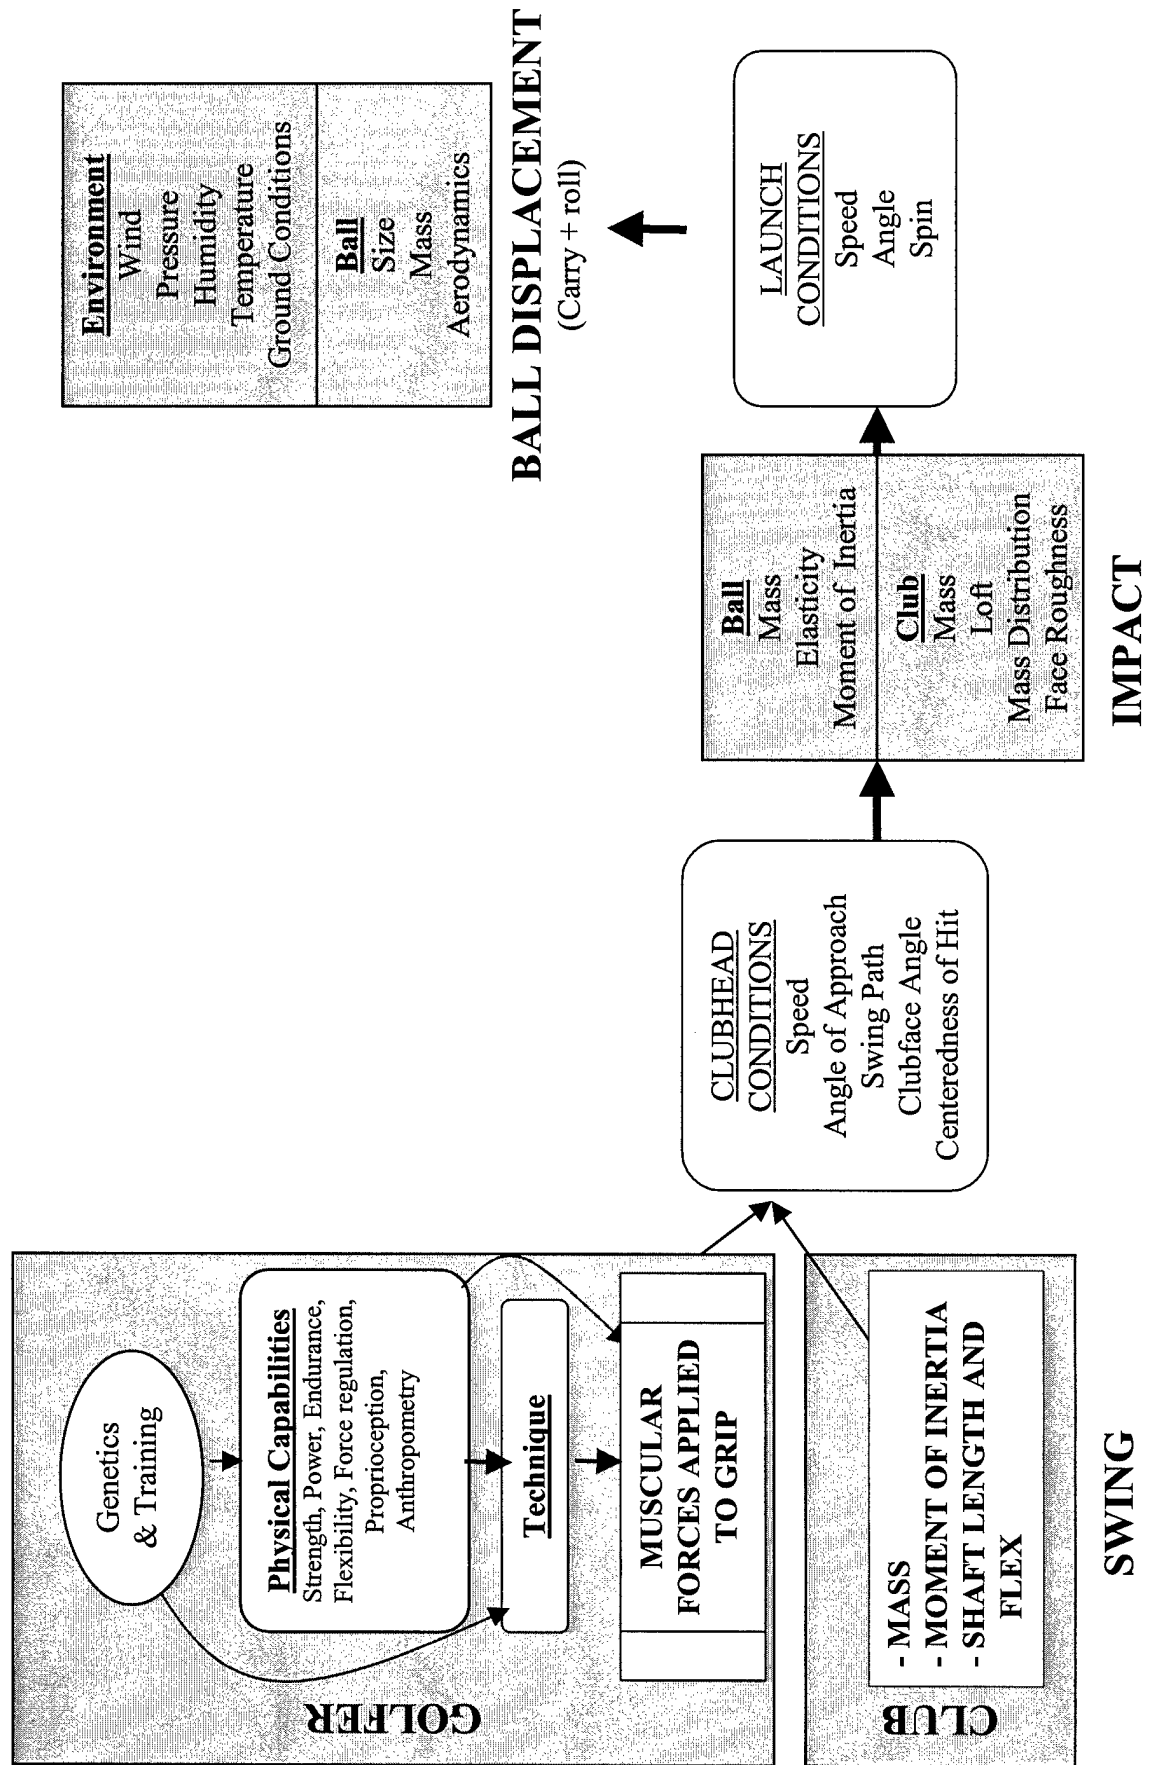 GOLFER
Genetics
& Training
Physical Capabilities
Strength, Power, Endurance,
Flexibility, Force regulation,
Proprioception,
Anthropometry
Technique
MUSCULAR
FORCES APPLIED
TO GRIP
CLUB
- MASS
- MOMENT OF INERTIA
- SHAFT LENGTH AND
FLEX
SWING
CLUBHEAD
CONDITIONS
Speed
Angle of Approach
Swing Path
Clubface Angle
Centeredness of Hit
Ball
Mass
Elasticity
Moment of Inertia
Club
Mass
Loft
Mass Distribution
Face Roughness
IMPACT
LAUNCH
CONDITIONS
Speed
Angle
Spin
Environment
Wind
Pressure
Humidity
Temperature
Ground Conditions
Ball
Size
Mass
Aerodynamics
BALL DISPLACEMENT
(Carry + roll)